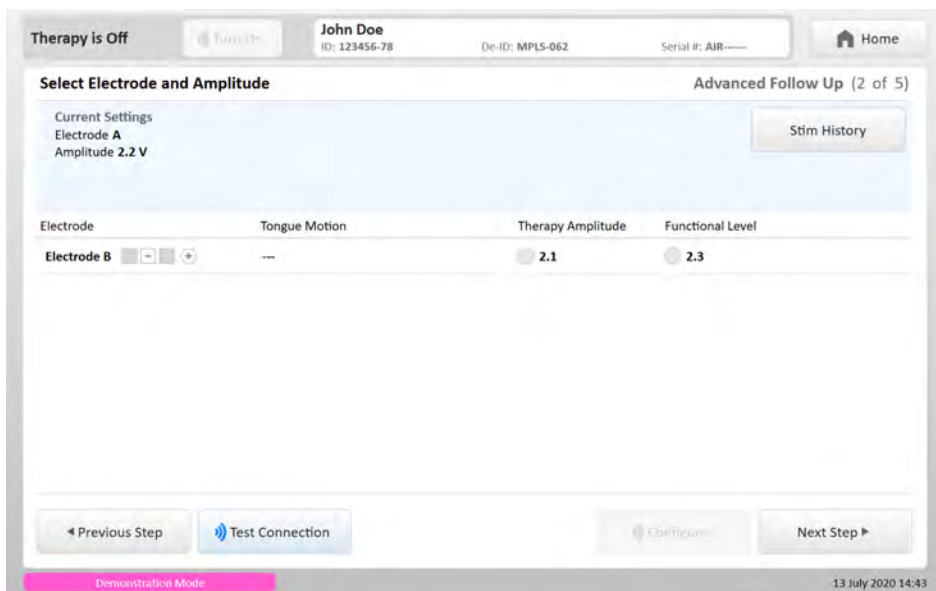 Therapy is Off
John Doe
Home
ID: 123456-78 De-ID: MPLS-062 Serial #: AIR------
Select Electrode and Amplitude Advanced Follow Up (2 of 5)
Current Settings
Electrode A
Amplitude 2.2 V
Stim History
Electrode Tongue Motion Therapy Amplitude Functional Level
Electrode B - + --- 2.1 2.3
Previous Step Test Connection Configure Next Step
Demonstration Mode 13 July 2020 14:43